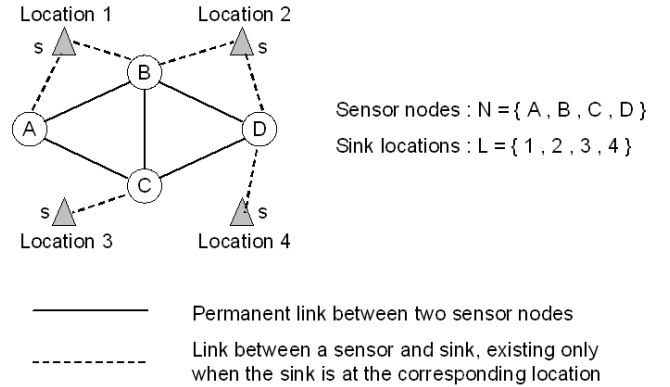 Location 1
Location 2
s
s
B
A
D
Sensor nodes : N = { A , B , C , D }
Sink locations : L = { 1 , 2 , 3 , 4 }
C
s
s
Location 3
Location 4
Permanent link between two sensor nodes
Link between a sensor and sink, existing only
when the sink is at the corresponding location